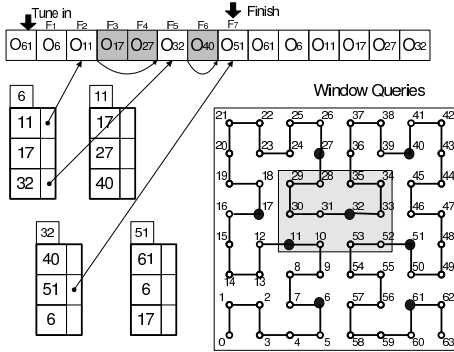 Tune in
Finish
F1 F2 F3 F4 F5 F6 F7
O61 O6 O11 O17 O27 O32 O40 O51 O61 O6 O11 O17 O27 O32
6
11
17
32
11
17
27
40
32
40
51
6
51
61
6
17
Window Queries
21 22 25 26 37 38 41 42
20 23 24 27 36 39 40 43
19 18 29 28 35 34 45 44
16 17 30 31 32 33 46 47
15 12 11 10 53 52 51 48
14 13 8 9 54 55 50 49
1 2 7 6 57 56 61 62
0 3 4 5 58 59 60 63